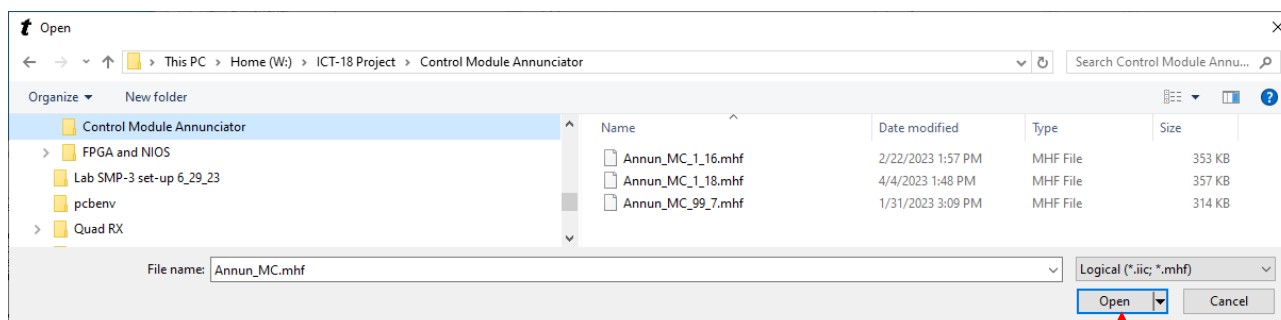 t Open
This PC > Home (W:) > ICT-18 Project > Control Module Annunciator
Search Control Module Annu...
Organize
New folder
Control Module Annunciator
FPGA and NIOS
Lab SMP-3 set-up 6_29_23
pcbenv
Quad RX
Name Date modified Type Size
Annun_MC_1_16.mhf 2/22/2023 1:57 PM MHF File 353 KB
Annun_MC_1_18.mhf 4/4/2023 1:48 PM MHF File 357 KB
Annun_MC_99_7.mhf 1/31/2023 3:09 PM MHF File 314 KB
File name: Annun_MC.mhf
Logical (*.iic; *.mhf)
Open
Cancel